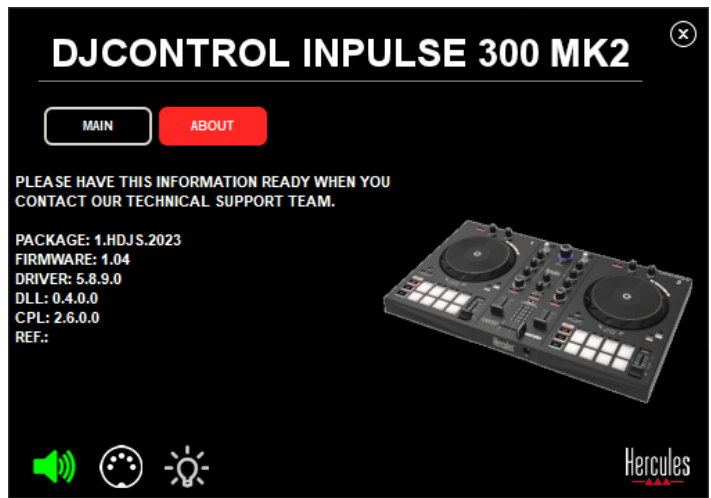 DJCONTROL INPULSE 300 MK2
MAIN
ABOUT
PLEASE HAVE THIS INFORMATION READY WHEN YOU
CONTACT OUR TECHNICAL SUPPORT TEAM.
PACKAGE: 1.HDJS.2023
FIRMWARE: 1.04
DRIVER: 5.8.9.0
DLL: 0.4.0.0
CPL: 2.6.0.0
REF.:
Hercules